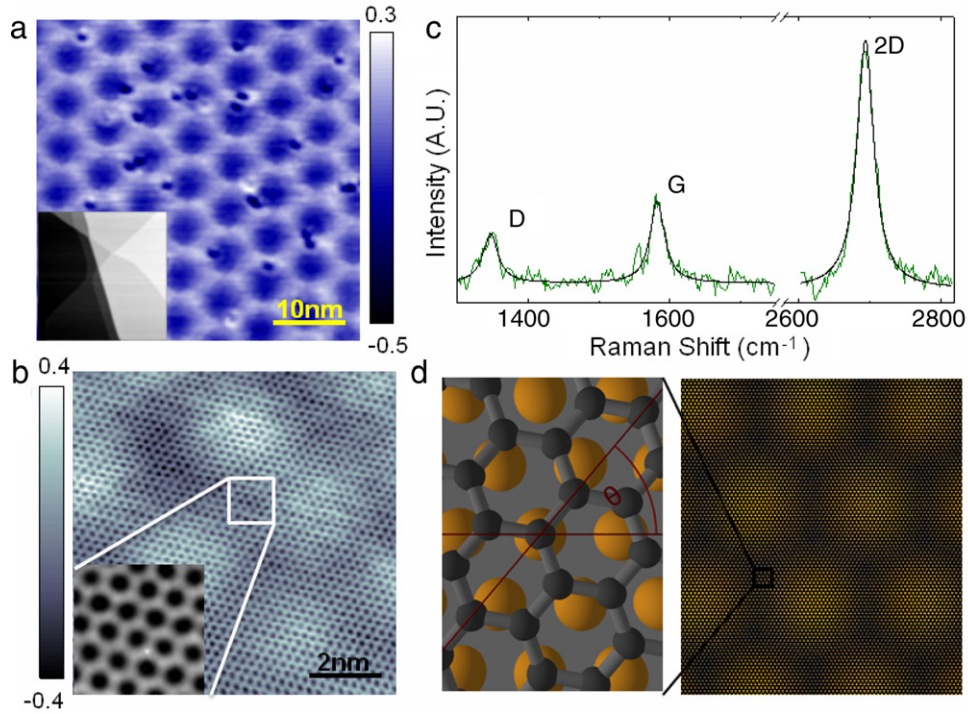 a
0.3
10nm
-0.5
c
Intensity (A.U.)
D
G
2D
1400
1600
2600
2800
Raman Shift (cm-1)
b
0.4
2nm
-0.4
d
θ